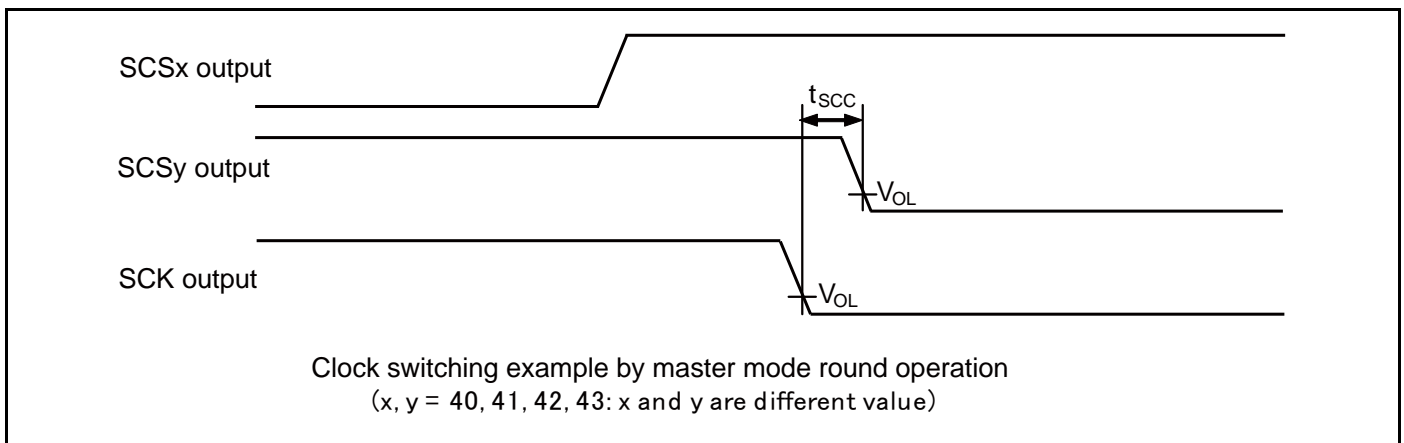 SCSx output
tSCC
SCSy output
VOL
SCK output
VOL
Clock switching example by master mode round operation
(x, y = 40, 41, 42, 43: x and y are different value)